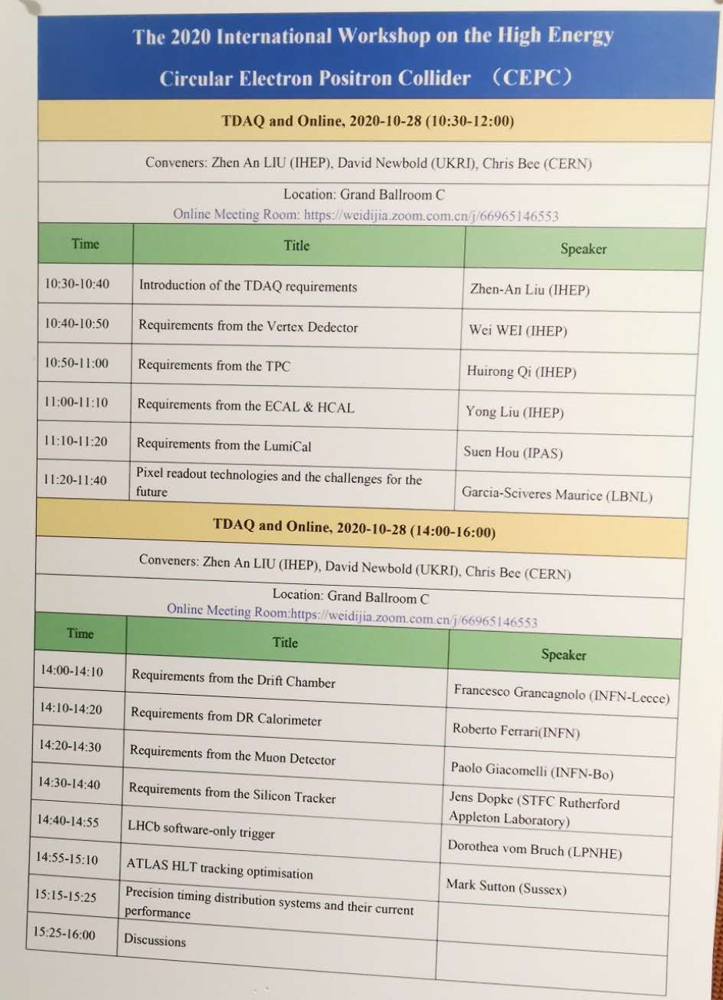 The 2020 International Workshop on the High Energy
Circular Electron Positron Collider （CEPC）
TDAQ and Online, 2020-10-28 (10:30-12:00)
Conveners: Zhen An LIU (IHEP), David Newbold (UKRI), Chris Bee (CERN)
Location: Grand Ballroom C
Online Meeting Room: https://weidijia.zoom.com.cn/j/66965146553
Time Title Speaker
10:30-10:40 Introduction of the TDAQ requirements Zhen-An Liu (IHEP)
10:40-10:50 Requirements from the Vertex Dedector Wei WEI (IHEP)
10:50-11:00 Requirements from the TPC Huirong Qi (IHEP)
11:00-11:10 Requirements from the ECAL & HCAL Yong Liu (IHEP)
11:10-11:20 Requirements from the LumiCal Suen Hou (IPAS)
11:20-11:40 Pixel readout technologies and the challenges for the
future Garcia-Sciveres Maurice (LBNL)
TDAQ and Online, 2020-10-28 (14:00-16:00)
Conveners: Zhen An LIU (IHEP), David Newbold (UKRI), Chris Bee (CERN)
Location: Grand Ballroom C
Online Meeting Room:https://weidijia.zoom.com.cn/j/66965146553
Time Title Speaker
14:00-14:10 Requirements from the Drift Chamber Francesco Grancagnolo (INFN-Lecce)
14:10-14:20 Requirements from DR Calorimeter Roberto Ferrari(INFN)
14:20-14:30 Requirements from the Muon Detector Paolo Giacomelli (INFN-Bo)
14:30-14:40 Requirements from the Silicon Tracker Jens Dopke (STFC Rutherford
Appleton Laboratory)
14:40-14:55 LHCb software-only trigger Dorothea vom Bruch (LPNHE)
14:55-15:10 ATLAS HLT tracking optimisation Mark Sutton (Sussex)
15:15-15:25 Precision timing distribution systems and their current
performance
15:25-16:00 Discussions